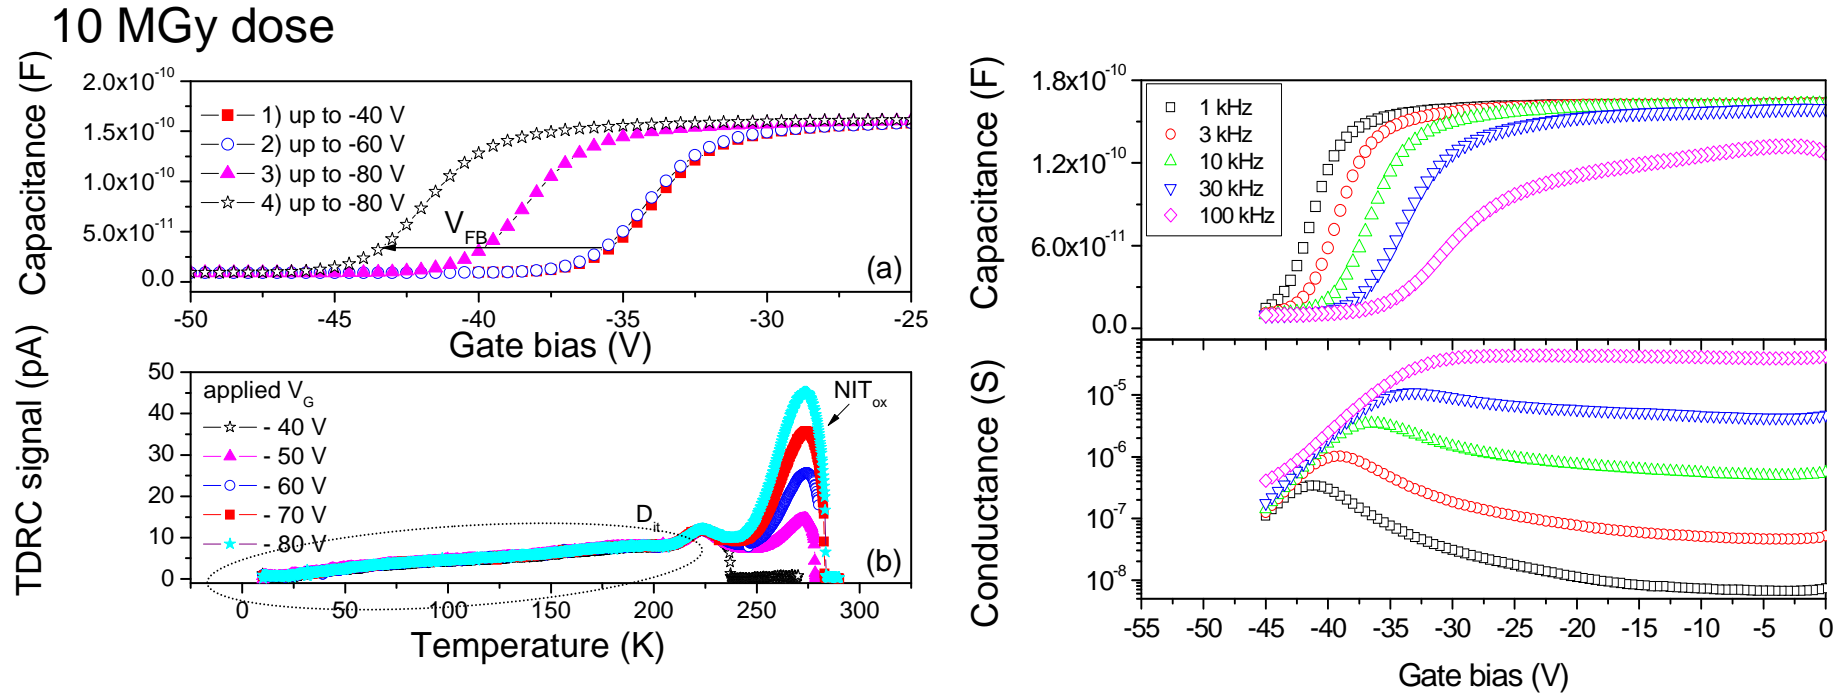 10 MGy dose
Capacitance (F)
2.0x10⁻¹⁰
1.5x10⁻¹⁰
1.0x10⁻¹⁰
5.0x10⁻¹¹
0.0
1) up to -40 V
2) up to -60 V
3) up to -80 V
4) up to -80 V
V_FB
(a)
-50 -45 -40 -35 -30 -25
Gate bias (V)
TDRC signal (pA)
50
40
30
20
10
0
applied V_G
- 40 V
- 50 V
- 60 V
- 70 V
- 80 V
D_it
NIT_ox
(b)
0 50 100 150 200 250 300
Temperature (K)
Capacitance (F)
1.8x10⁻¹⁰
1.2x10⁻¹⁰
6.0x10⁻¹¹
0.0
1 kHz
3 kHz
10 kHz
30 kHz
100 kHz
Conductance (S)
10⁻⁵
10⁻⁶
10⁻⁷
10⁻⁸
-55 -50 -45 -40 -35 -30 -25 -20 -15 -10 -5 0
Gate bias (V)